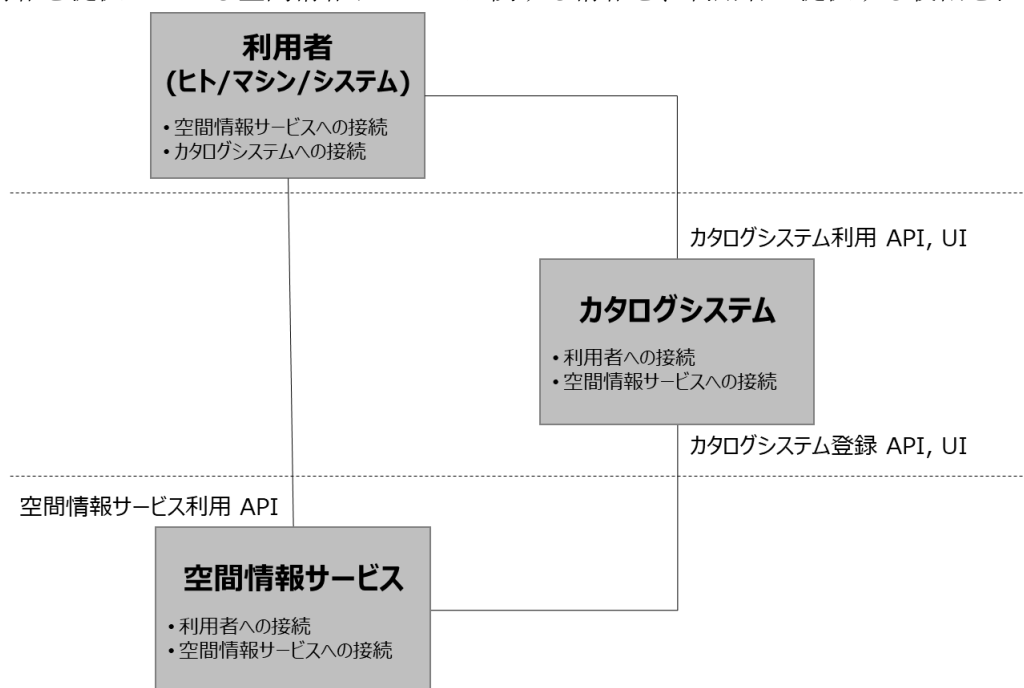 利用者
(ヒト/マシン/システム)
• 空間情報サービスへの接続
• カタログシステムへの接続
カタログシステム利用 API, UI
カタログシステム
• 利用者への接続
• 空間情報サービスへの接続
カタログシステム登録 API, UI
空間情報サービス利用 API
空間情報サービス
• 利用者への接続
• 空間情報サービスへの接続